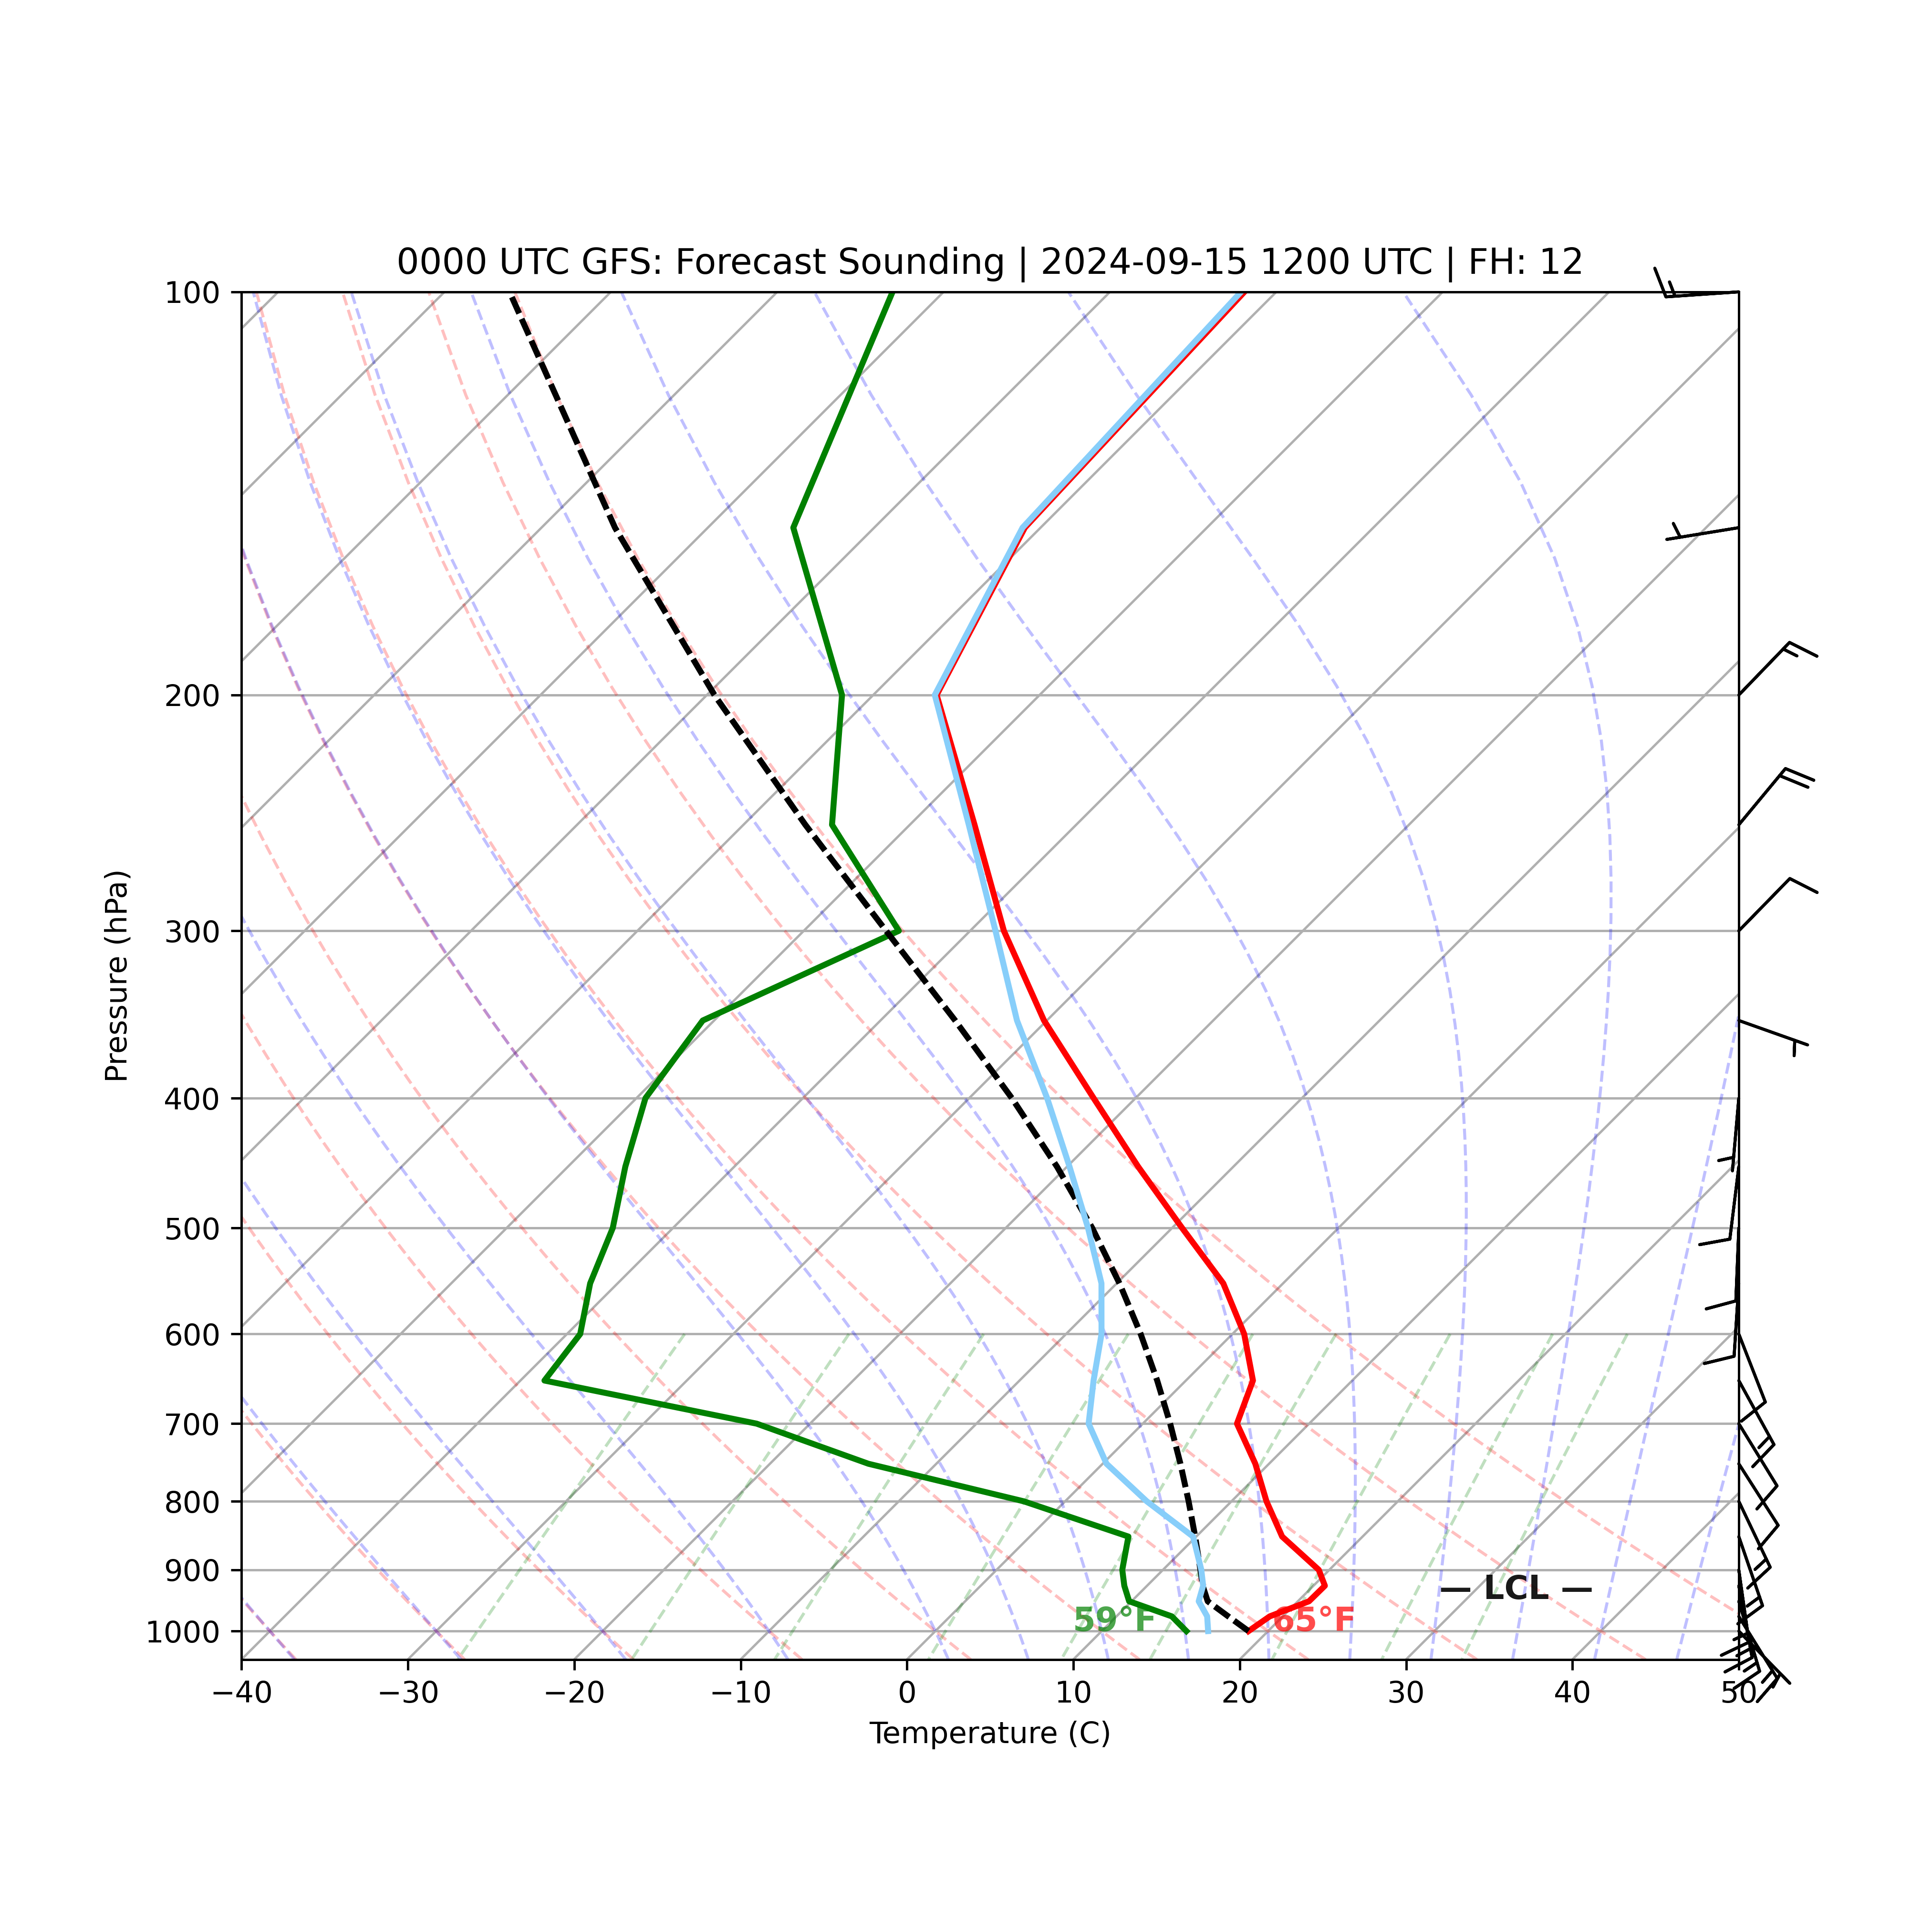 0000 UTC GFS: Forecast Sounding | 2024-09-15 1200 UTC | FH: 12
100
200
300
400
500
600
700
800
900
1000
Pressure (hPa)
— LCL —
59°F
65°F
−40 −30 −20 −10 0 10 20 30 40 50
Temperature (C)